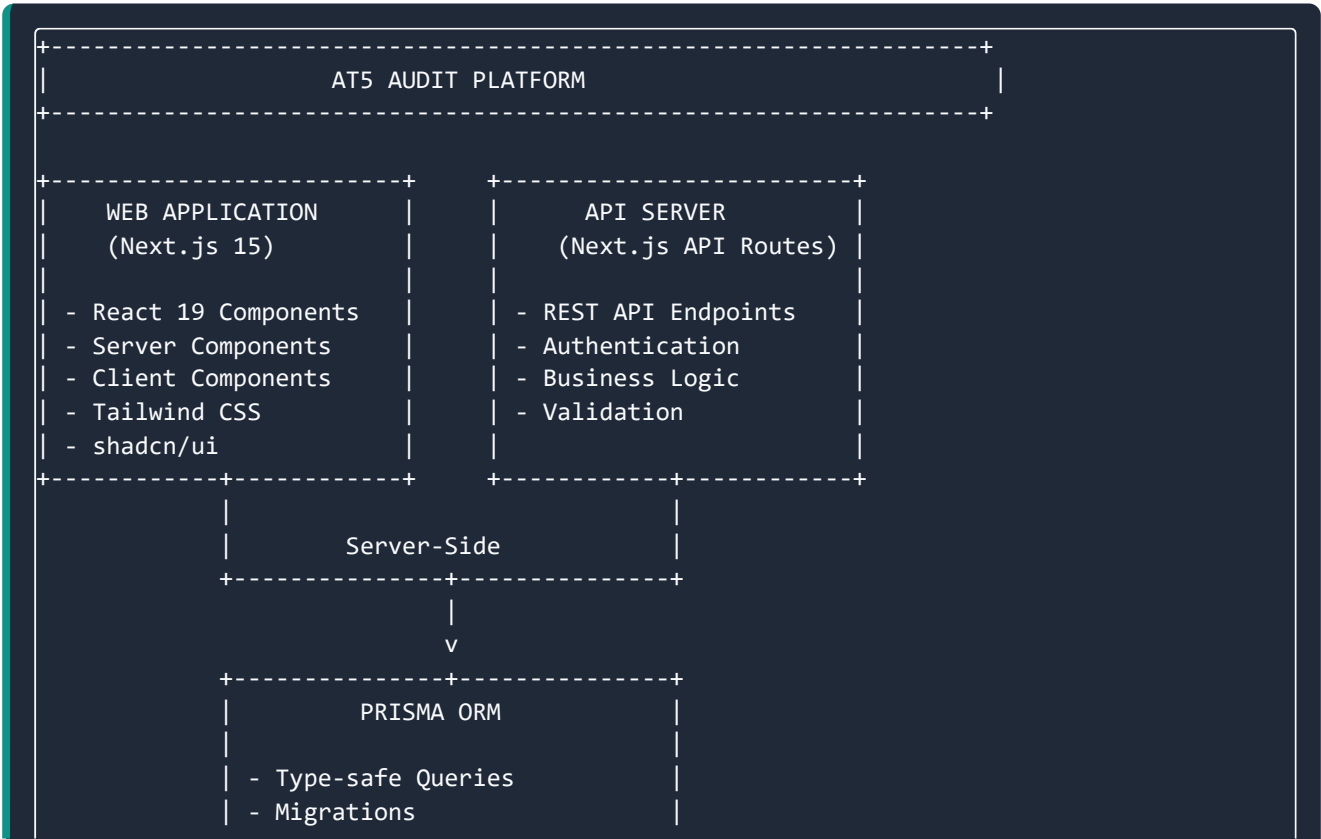 +------------------------------------------------------------------+
|                    AT5 AUDIT PLATFORM                             |
+------------------------------------------------------------------+

+-------------------------+     +-------------------------+
|    WEB APPLICATION      |     |      API SERVER         |
|    (Next.js 15)         |     |    (Next.js API Routes) |
|                         |     |                         |
| - React 19 Components   |     | - REST API Endpoints    |
| - Server Components     |     | - Authentication        |
| - Client Components     |     | - Business Logic        |
| - Tailwind CSS          |     | - Validation            |
| - shadcn/ui             |     |                         |
+------------+------------+     +------------+------------+
             |                               |
             |        Server-Side            |
             +---------------+---------------+
                             |
                             v
             +---------------+---------------+
             |         PRISMA ORM            |
             |                               |
             | - Type-safe Queries           |
             | - Migrations                  |